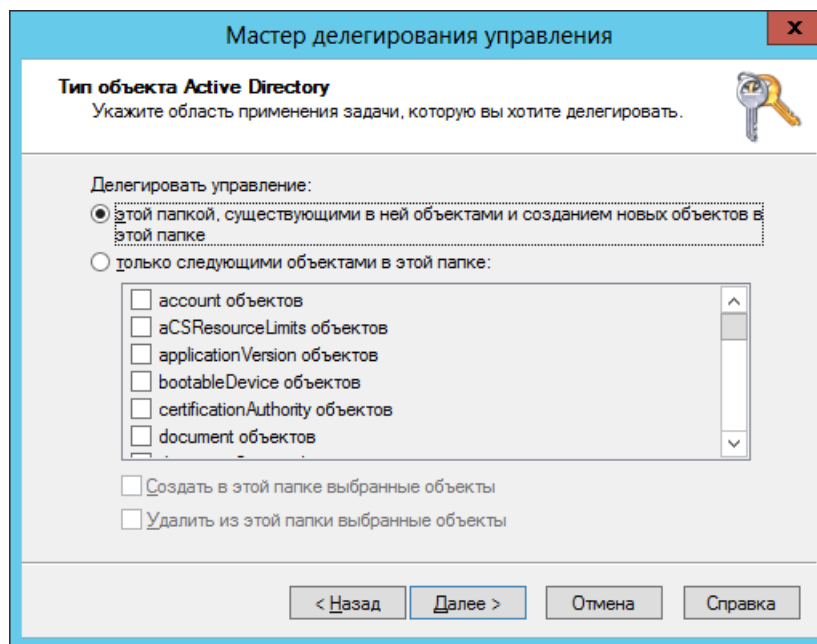 Мастер делегирования управления
x
Тип объекта Active Directory
Укажите область применения задачи, которую вы хотите делегировать.
Делегировать управление:
этой папкой, существующими в ней объектами и созданием новых объектов в
этой папке
только следующими объектами в этой папке:
account объектов
aCSResourceLimits объектов
applicationVersion объектов
bootableDevice объектов
certificationAuthority объектов
document объектов
Создать в этой папке выбранные объекты
Удалить из этой папки выбранные объекты
< Назад
Далее >
Отмена
Справка